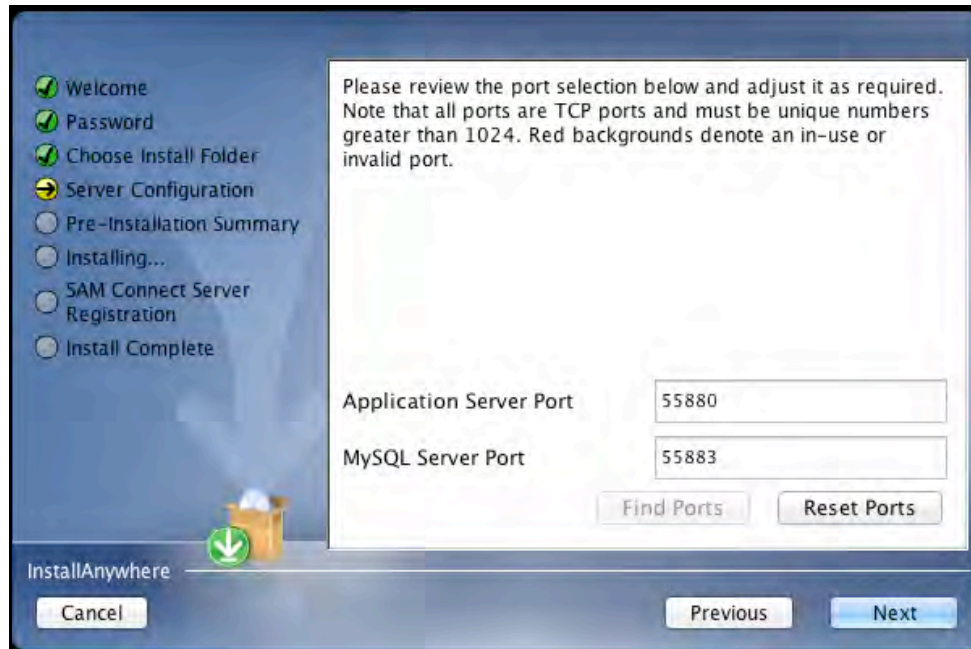 Welcome
Password
Choose Install Folder
Server Configuration
Pre-Installation Summary
Installing...
SAM Connect Server
Registration
Install Complete
Please review the port selection below and adjust it as required.
Note that all ports are TCP ports and must be unique numbers
greater than 1024. Red backgrounds denote an in-use or
invalid port.
Application Server Port 55880
MySQL Server Port 55883
Find Ports Reset Ports
InstallAnywhere
Cancel Previous Next